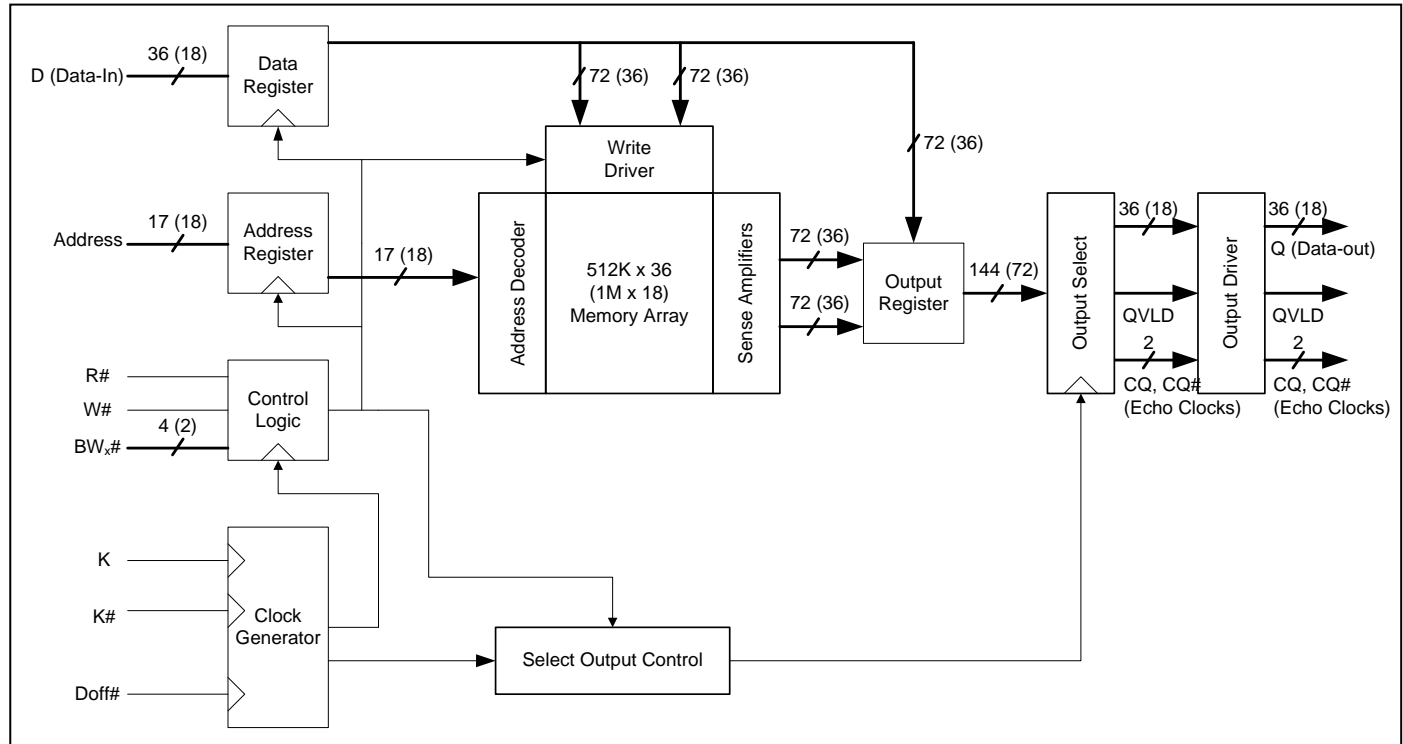 D (Data-In)
36 (18)
Data
Register
72 (36)
72 (36)
72 (36)
Write
Driver
Address
17 (18)
Address
Register
17 (18)
Address Decoder
512K x 36
(1M x 18)
Memory Array
Sense Amplifiers
72 (36)
72 (36)
Output
Register
144 (72)
Output Select
36 (18)
QVLD
2
CQ, CQ#
(Echo Clocks)
Output Driver
36 (18)
Q (Data-out)
QVLD
2
CQ, CQ#
(Echo Clocks)
R#
W#
BWx#
4 (2)
Control
Logic
K
K#
Doff#
Clock
Generator
Select Output Control